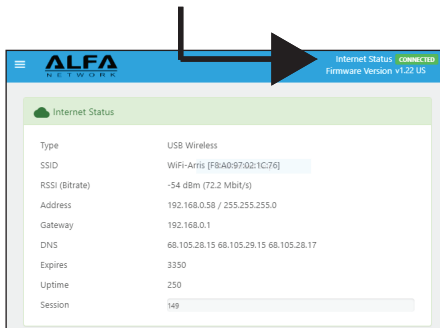 ALFA
NETWORK
Internet Status CONNECTED
Firmware Version v1.22 US
Internet Status
Type USB Wireless
SSID WiFi-Arris [F8:A0:97:02:1C:76]
RSSI (Bitrate) -54 dBm (72.2 Mbit/s)
Address 192.168.0.58 / 255.255.255.0
Gateway 192.168.0.1
DNS 68.105.28.15 68.105.29.15 68.105.28.17
Expires 3350
Uptime 250
Session 149